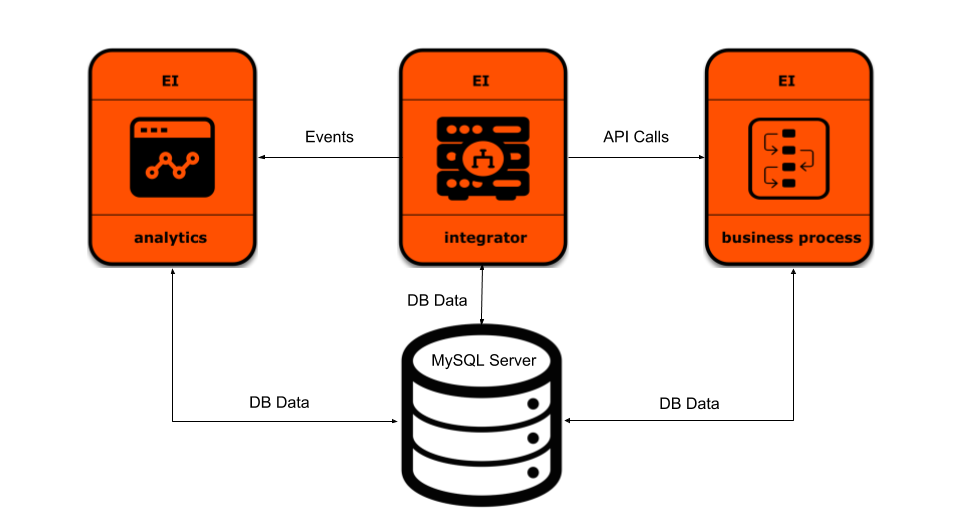 EI
EI
EI
Events
API Calls
analytics
integrator
business process
DB Data
MySQL Server
DB Data
DB Data